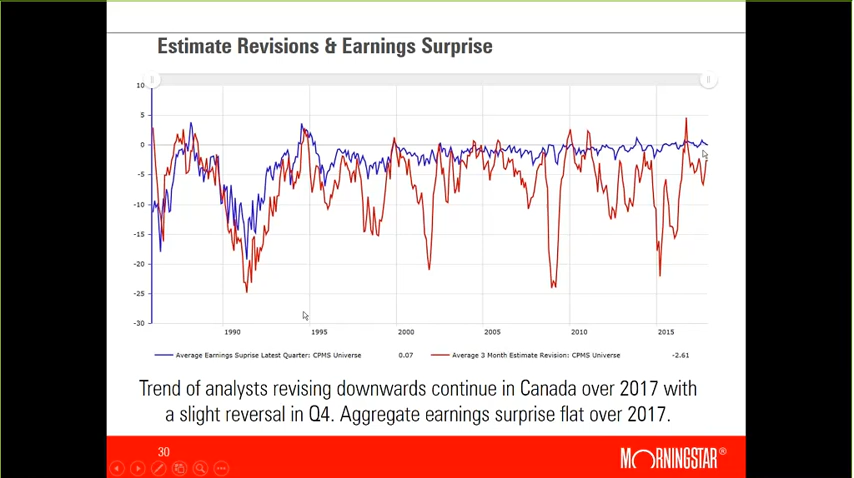 Estimate Revisions & Earnings Surprise
10
5
0
-5
-10
-15
-20
-25
-30
1990
1995
2000
2005
2010
2015
Average Earnings Suprise Latest Quarter: CPMS Universe 0.07
Average 3 Month Estimate Revision: CPMS Universe -2.61
Trend of analysts revising downwards continue in Canada over 2017 with
a slight reversal in Q4. Aggregate earnings surprise flat over 2017.
30
MORNINGSTAR®